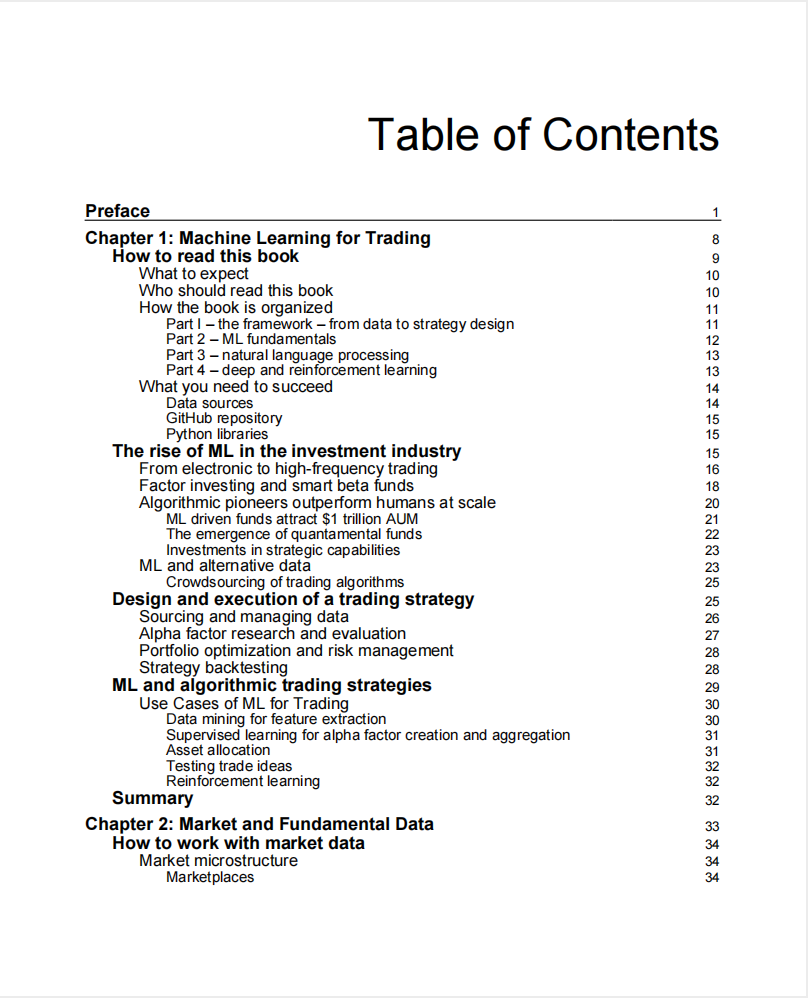 Table of Contents
Preface 1
Chapter 1: Machine Learning for Trading 8
How to read this book 9
What to expect 10
Who should read this book 10
How the book is organized 11
Part I – the framework – from data to strategy design 11
Part 2 – ML fundamentals 12
Part 3 – natural language processing 13
Part 4 – deep and reinforcement learning 13
What you need to succeed 14
Data sources 14
GitHub repository 15
Python libraries 15
The rise of ML in the investment industry 15
From electronic to high-frequency trading 16
Factor investing and smart beta funds 18
Algorithmic pioneers outperform humans at scale 20
ML driven funds attract $1 trillion AUM 21
The emergence of quantamental funds 22
Investments in strategic capabilities 23
ML and alternative data 23
Crowdsourcing of trading algorithms 25
Design and execution of a trading strategy 25
Sourcing and managing data 26
Alpha factor research and evaluation 27
Portfolio optimization and risk management 28
Strategy backtesting 28
ML and algorithmic trading strategies 29
Use Cases of ML for Trading 30
Data mining for feature extraction 30
Supervised learning for alpha factor creation and aggregation 31
Asset allocation 31
Testing trade ideas 32
Reinforcement learning 32
Summary 32
Chapter 2: Market and Fundamental Data 33
How to work with market data 34
Market microstructure 34
Marketplaces 34